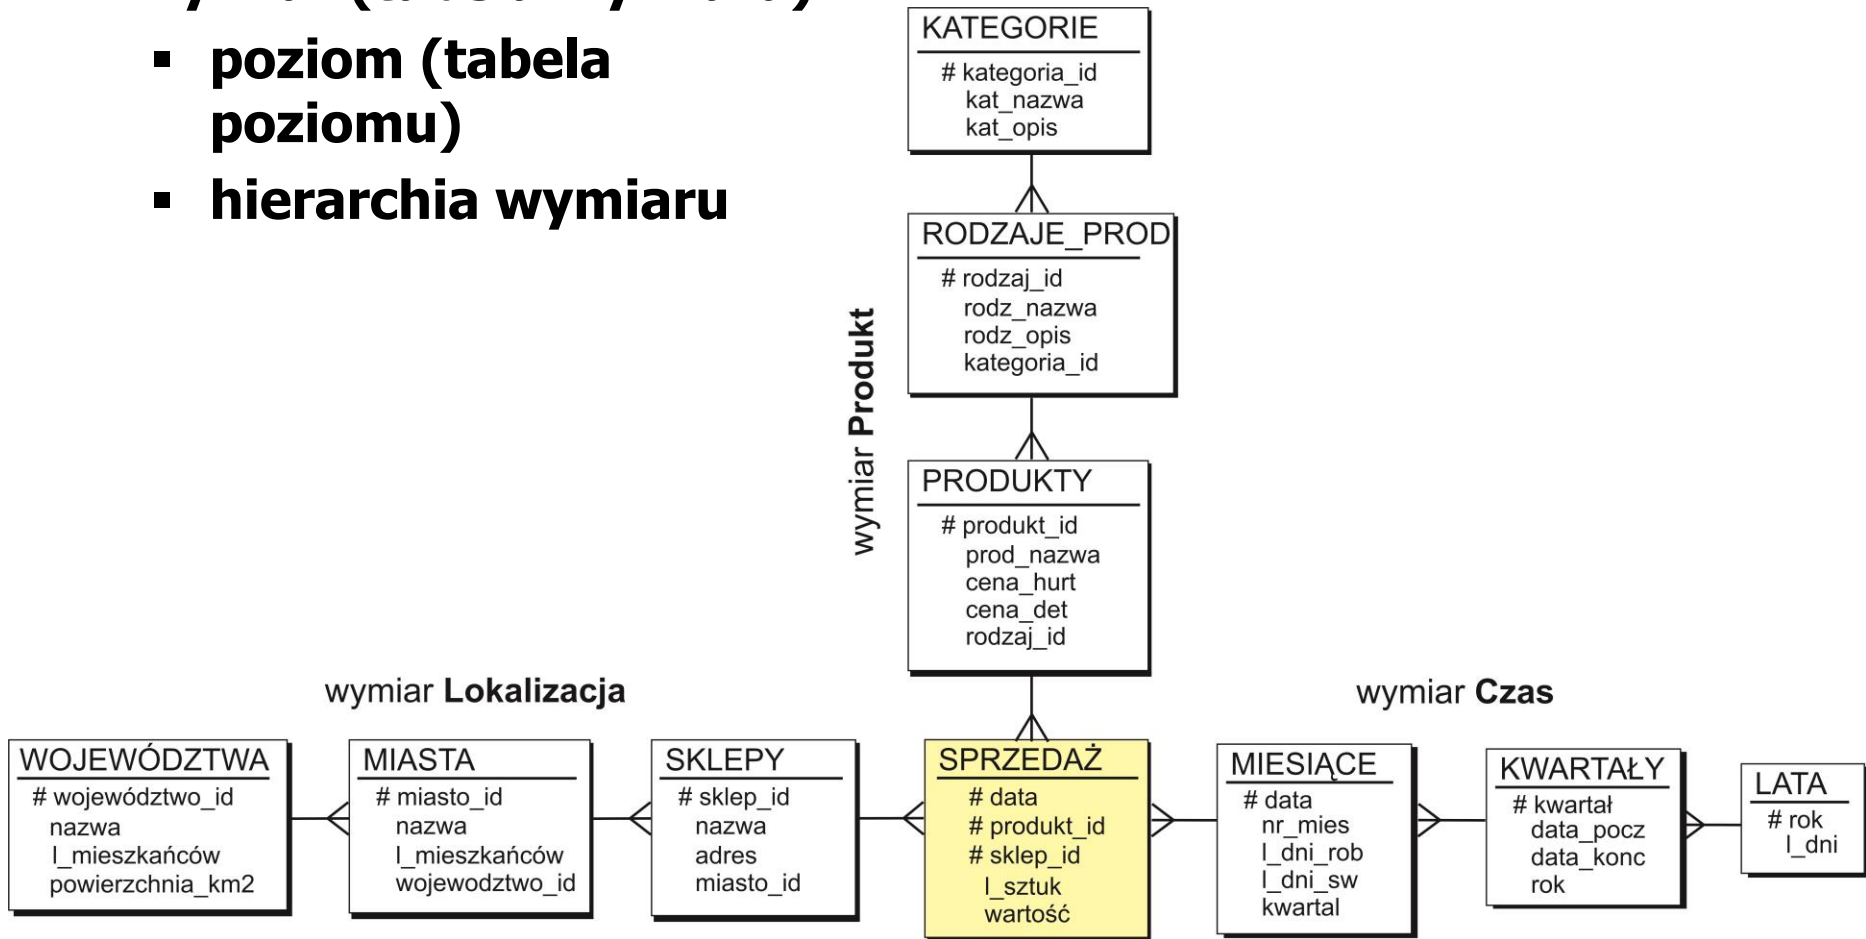 ▪ poziom (tabela
poziomu)
▪ hierarchia wymiaru
KATEGORIE
# kategoria_id
kat_nazwa
kat_opis
RODZAJE_PROD
# rodzaj_id
rodz_nazwa
rodz_opis
kategoria_id
wymiar Produkt
PRODUKTY
# produkt_id
prod_nazwa
cena_hurt
cena_det
rodzaj_id
wymiar Lokalizacja
wymiar Czas
WOJEWÓDZTWA
# województwo_id
nazwa
l_mieszkańców
powierzchnia_km2
MIASTA
# miasto_id
nazwa
l_mieszkańców
wojewodztwo_id
SKLEPY
# sklep_id
nazwa
adres
miasto_id
SPRZEDAŻ
# data
# produkt_id
# sklep_id
l_sztuk
wartość
MIESIĄCE
# data
nr_mies
l_dni_rob
l_dni_sw
kwartal
KWARTAŁY
# kwartał
data_pocz
data_konc
rok
LATA
# rok
l_dni